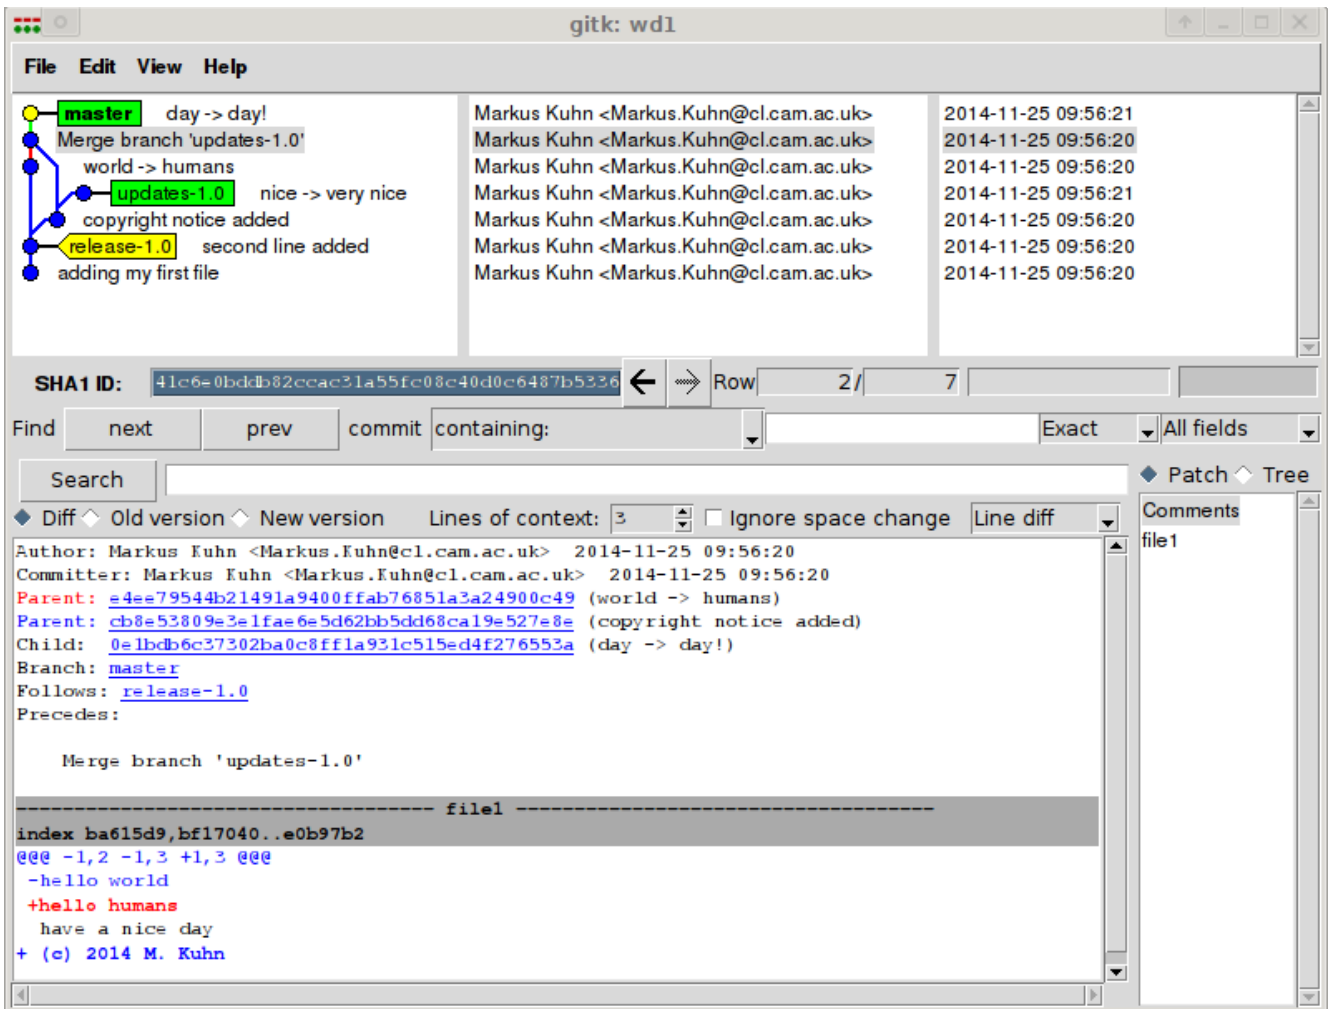 gitk: wd1
File Edit View Help
master day -> day! Markus Kuhn <Markus.Kuhn@cl.cam.ac.uk> 2014-11-25 09:56:21
Merge branch 'updates-1.0' Markus Kuhn <Markus.Kuhn@cl.cam.ac.uk> 2014-11-25 09:56:20
world -> humans Markus Kuhn <Markus.Kuhn@cl.cam.ac.uk> 2014-11-25 09:56:20
updates-1.0 nice -> very nice Markus Kuhn <Markus.Kuhn@cl.cam.ac.uk> 2014-11-25 09:56:21
copyright notice added Markus Kuhn <Markus.Kuhn@cl.cam.ac.uk> 2014-11-25 09:56:20
release-1.0 second line added Markus Kuhn <Markus.Kuhn@cl.cam.ac.uk> 2014-11-25 09:56:20
adding my first file Markus Kuhn <Markus.Kuhn@cl.cam.ac.uk> 2014-11-25 09:56:20
SHA1 ID: 41c6e0bddb82ccac31a55fc08c40d0c6487b5336 Row 2/ 7
Find next prev commit containing: Exact All fields
Search Patch Tree
Diff Old version New version Lines of context: 3 Ignore space change Line diff Comments
file1
Author: Markus Kuhn <Markus.Kuhn@cl.cam.ac.uk> 2014-11-25 09:56:20
Committer: Markus Kuhn <Markus.Kuhn@cl.cam.ac.uk> 2014-11-25 09:56:20
Parent: e4ee79544b21491a9400ffab76851a3a24900c49 (world -> humans)
Parent: cb8e53809e3e1fae6e5d62bb5dd68ca19e527e8e (copyright notice added)
Child: 0e1bdb6c37302ba0c8ff1a931c515ed4f276553a (day -> day!)
Branch: master
Follows: release-1.0
Precedes:
Merge branch 'updates-1.0'
------------------------------------ file1 ------------------------------------
index ba615d9,bf17040..e0b97b2
@@@ -1,2 -1,3 +1,3 @@@
-hello world
+hello humans
have a nice day
+ (c) 2014 M. Kuhn